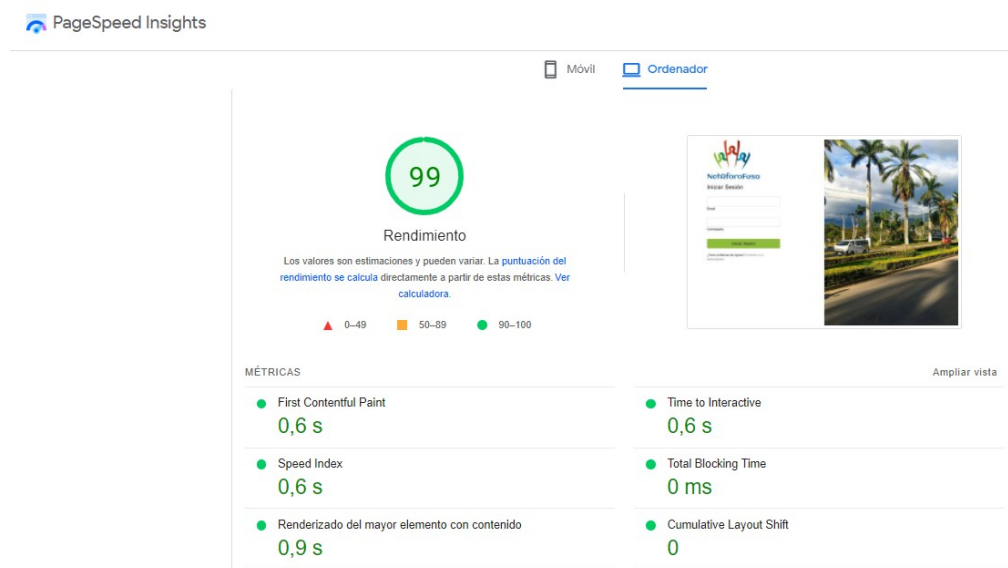 PageSpeed Insights
Móvil
Ordenador
99
Rendimiento
Los valores son estimaciones y pueden variar. La puntuación del
rendimiento se calcula directamente a partir de estas métricas. Ver
calculadora.
0–49
50–89
90–100
Iniciar Sesión
Email
MÉTRICAS
Ampliar vista
First Contentful Paint
0,6 s
Time to Interactive
0,6 s
Speed Index
0,6 s
Total Blocking Time
0 ms
Renderizado del mayor elemento con contenido
0,9 s
Cumulative Layout Shift
0